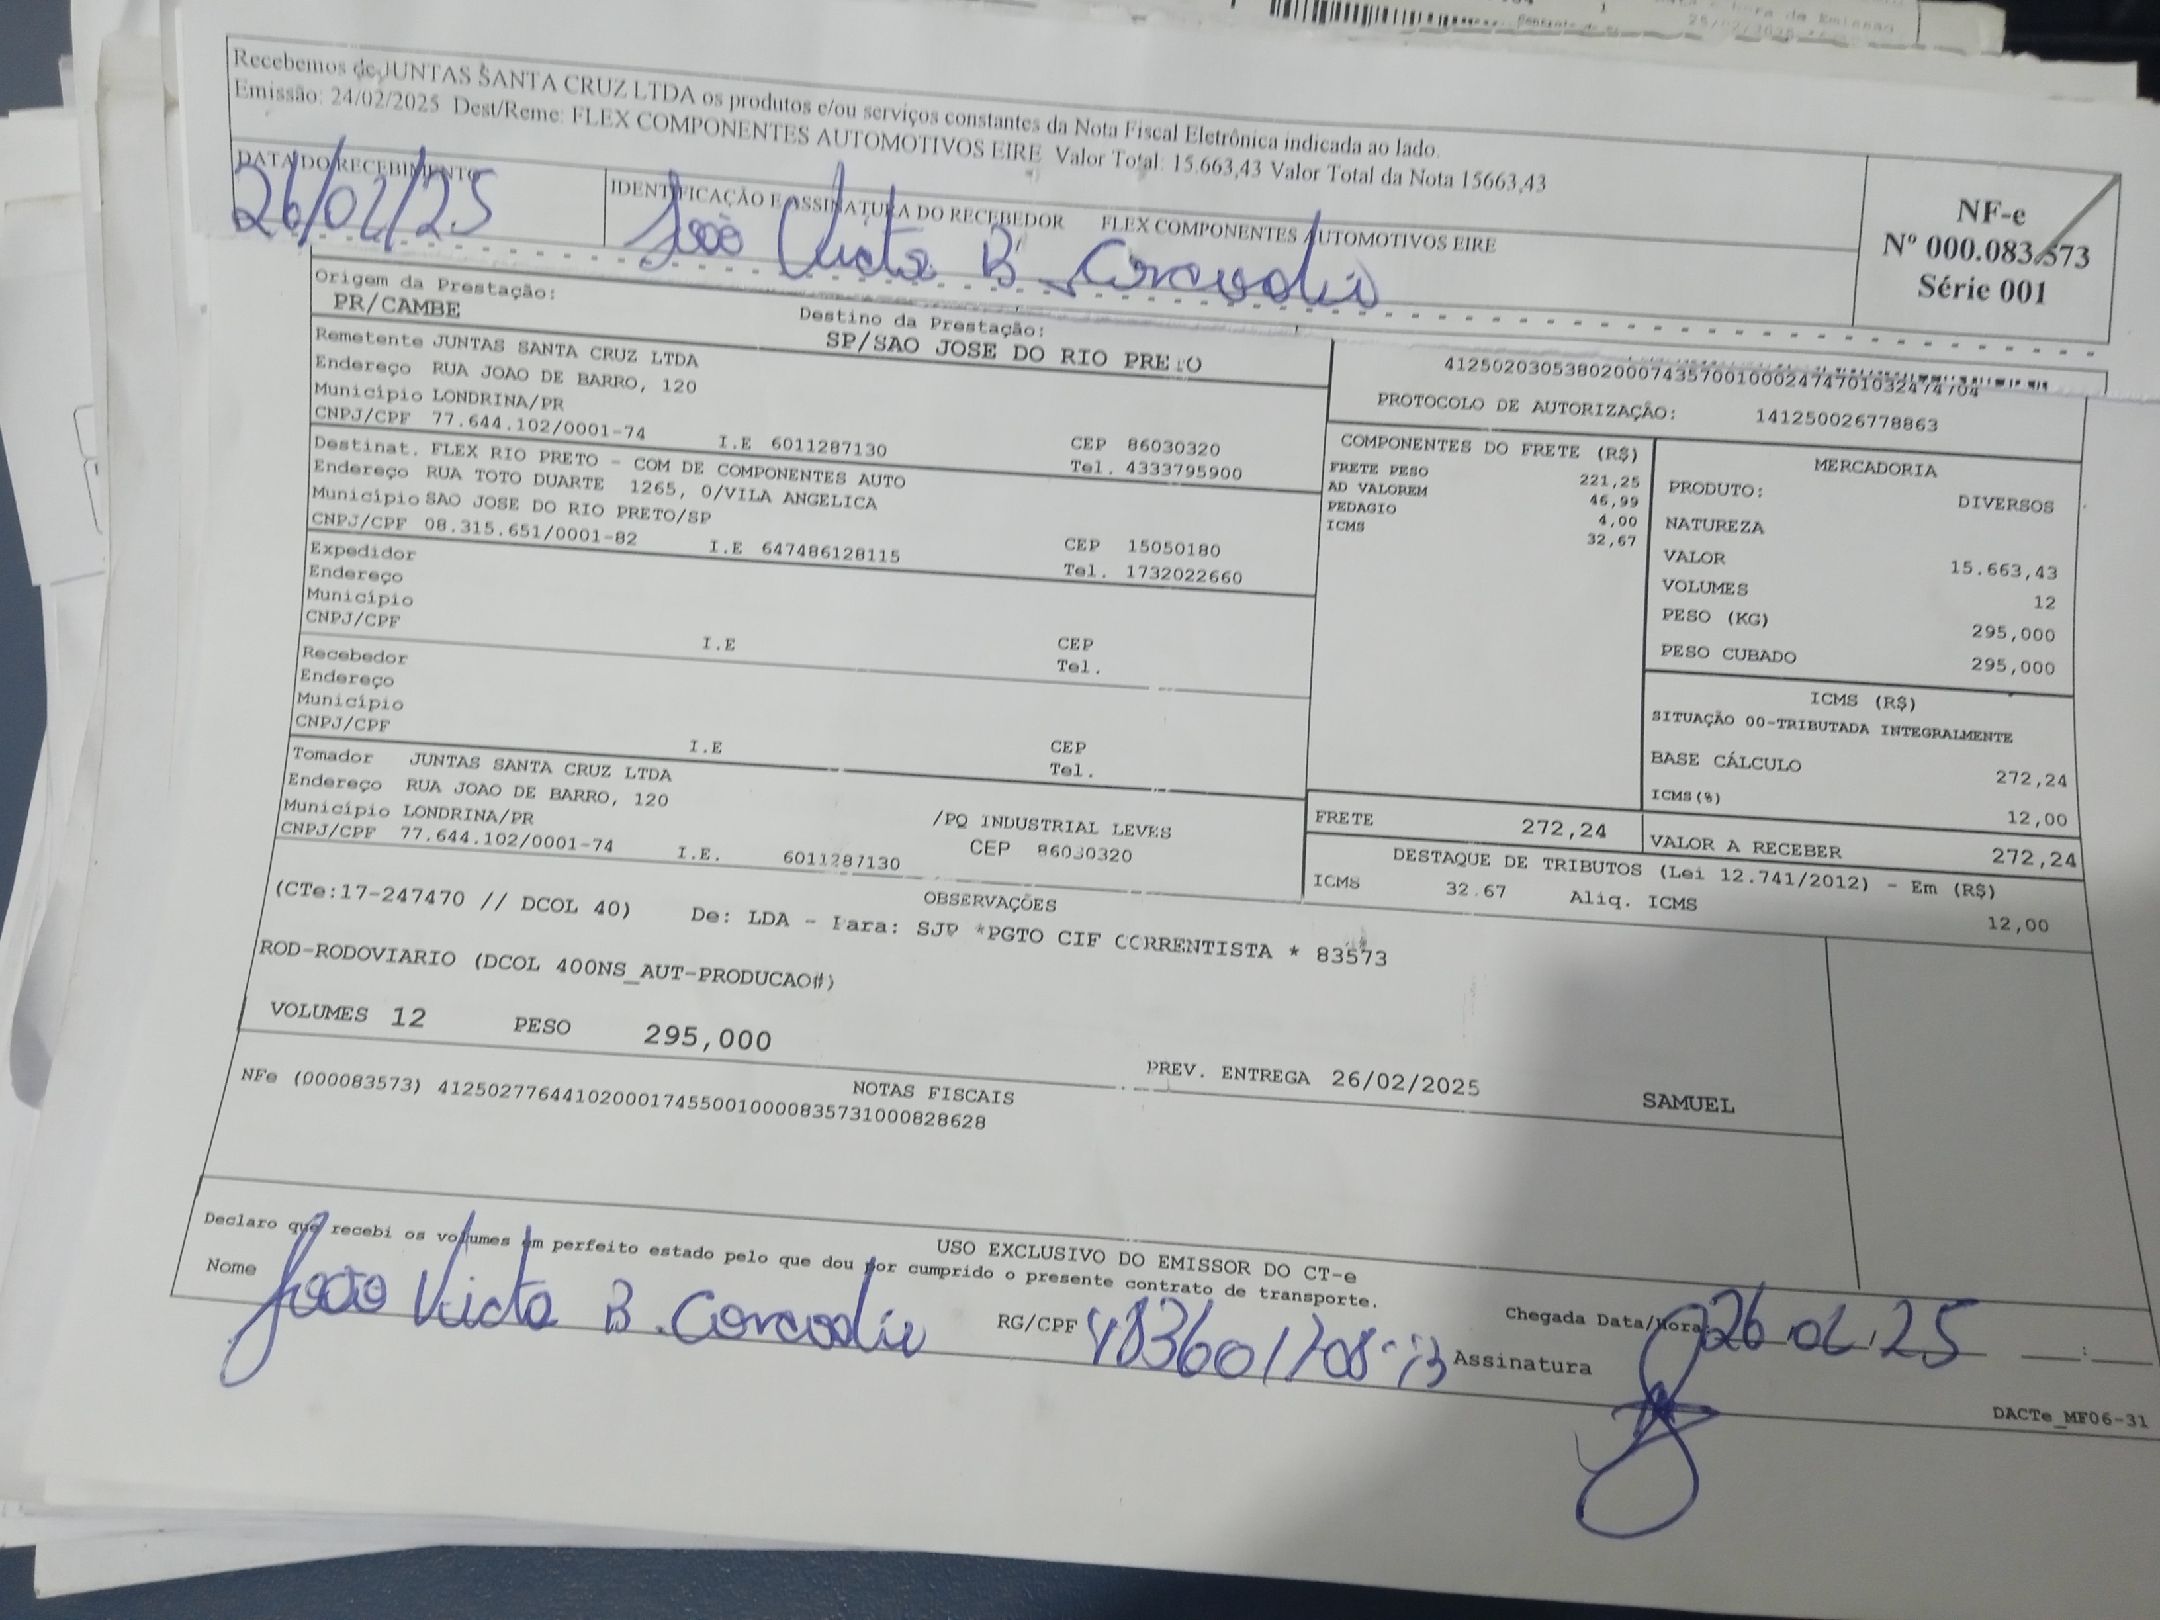 25/02/2025
Recebemos de JUNTAS SANTA CRUZ LTDA os produtos e/ou serviços constantes da Nota Fiscal Eletrônica indicada ao lado.
Emissão: 24/02/2025 Dest/Reme: FLEX COMPONENTES AUTOMOTIVOS EIRE Valor Total: 15.663,43 Valor Total da Nota 15663,43
DATA DO RECEBIMENTO
26/02/25
IDENTIFICAÇÃO E ASSINATURA DO RECEBEDOR FLEX COMPONENTES AUTOMOTIVOS EIRE
João Victor B.
NF-e
Nº 000.083.573
Série 001
Origem da Prestação:
PR/CAMBE
Destino da Prestação:
SP/SAO JOSE DO RIO PRETO
Remetente JUNTAS SANTA CRUZ LTDA
Endereço RUA JOAO DE BARRO, 120
Município LONDRINA/PR
CNPJ/CPF 77.644.102/0001-74 I.E 6011287130
CEP 86030320
Tel. 4333795900
Destinat. FLEX RIO PRETO - COM DE COMPONENTES AUTO
Endereço RUA TOTO DUARTE 1265, 0/VILA ANGELICA
Município SAO JOSE DO RIO PRETO/SP
CNPJ/CPF 08.315.651/0001-82 I.E 647486128115
CEP 15050180
Tel. 1732022660
Expedidor
Endereço
Município
CNPJ/CPF I.E
CEP
Tel.
Recebedor
Endereço
Município
CNPJ/CPF I.E
CEP
Tel.
Tomador JUNTAS SANTA CRUZ LTDA
Endereço RUA JOAO DE BARRO, 120 /PQ INDUSTRIAL LEVES
Município LONDRINA/PR CEP 86030320
CNPJ/CPF 77.644.102/0001-74 I.E. 6011287130
41250203053802000743570010002474701032474704
PROTOCOLO DE AUTORIZAÇÃO: 141250026778863
COMPONENTES DO FRETE (R$)
FRETE PESO 221,25
AD VALOREM 46,99
PEDAGIO 4,00
ICMS 32,67
MERCADORIA
PRODUTO: DIVERSOS
NATUREZA
VALOR 15.663,43
VOLUMES 12
PESO (KG) 295,000
PESO CUBADO 295,000
ICMS (R$)
SITUAÇÃO 00-TRIBUTADA INTEGRALMENTE
BASE CÁLCULO 272,24
ICMS(%) 12,00
FRETE 272,24
VALOR A RECEBER 272,24
DESTAQUE DE TRIBUTOS (Lei 12.741/2012) - Em (R$)
ICMS 32.67 Aliq. ICMS 12,00
OBSERVAÇÕES
(CTe:17-247470 // DCOL 40) De: LDA - Para: SJP *PGTO CIF CORRENTISTA * 83573
ROD-RODOVIARIO (DCOL 400NS_AUT-PRODUCAO#)
VOLUMES 12 PESO 295,000
PREV. ENTREGA 26/02/2025 SAMUEL
NOTAS FISCAIS
NFe (000083573) 41250277644102000174550010000835731000828628
USO EXCLUSIVO DO EMISSOR DO CT-e
Declaro que recebi os volumes em perfeito estado pelo que dou por cumprido o presente contrato de transporte.
Nome João Victor B. RG/CPF
Chegada Data/Hora 26 02 25
Assinatura
DACTe_MF06-31